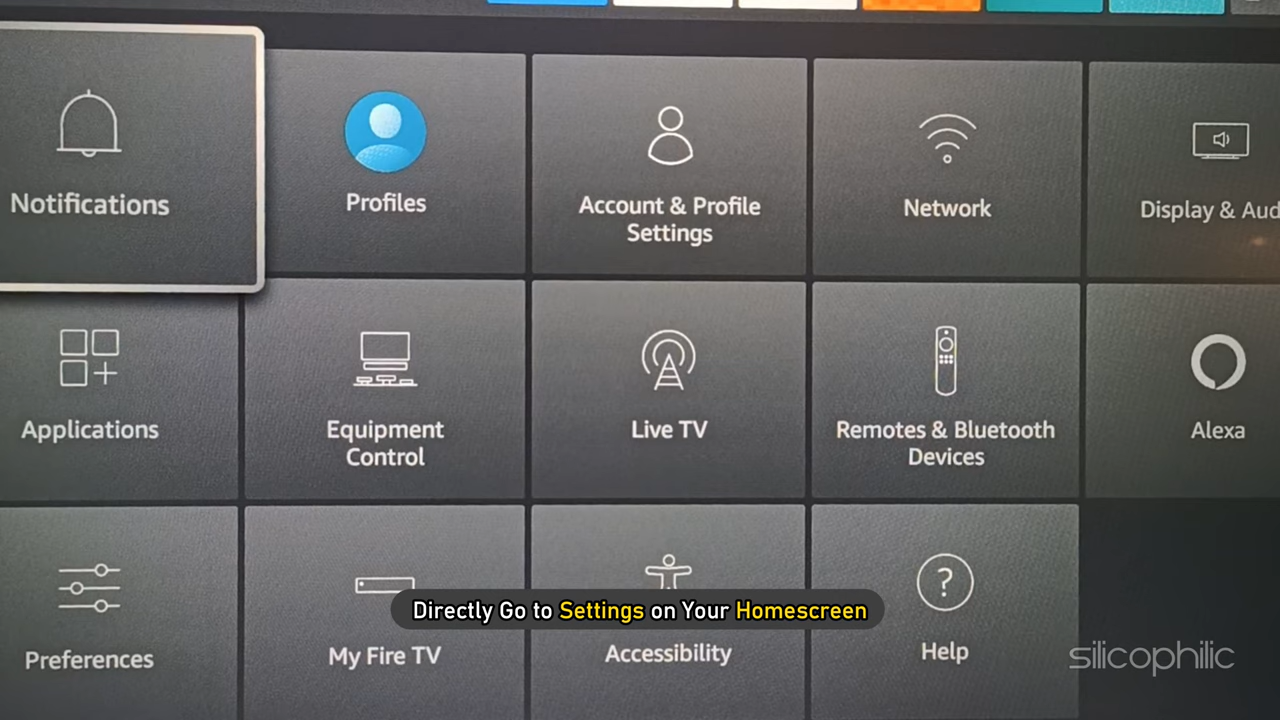 Notifications
Profiles
Account & Profile
Settings
Network
Display & Aud
Applications
Equipment
Control
Live TV
Remotes & Bluetooth
Devices
Alexa
Directly Go to Settings on Your Homescreen
Preferences
My Fire TV
Accessibility
Help
silicophilic